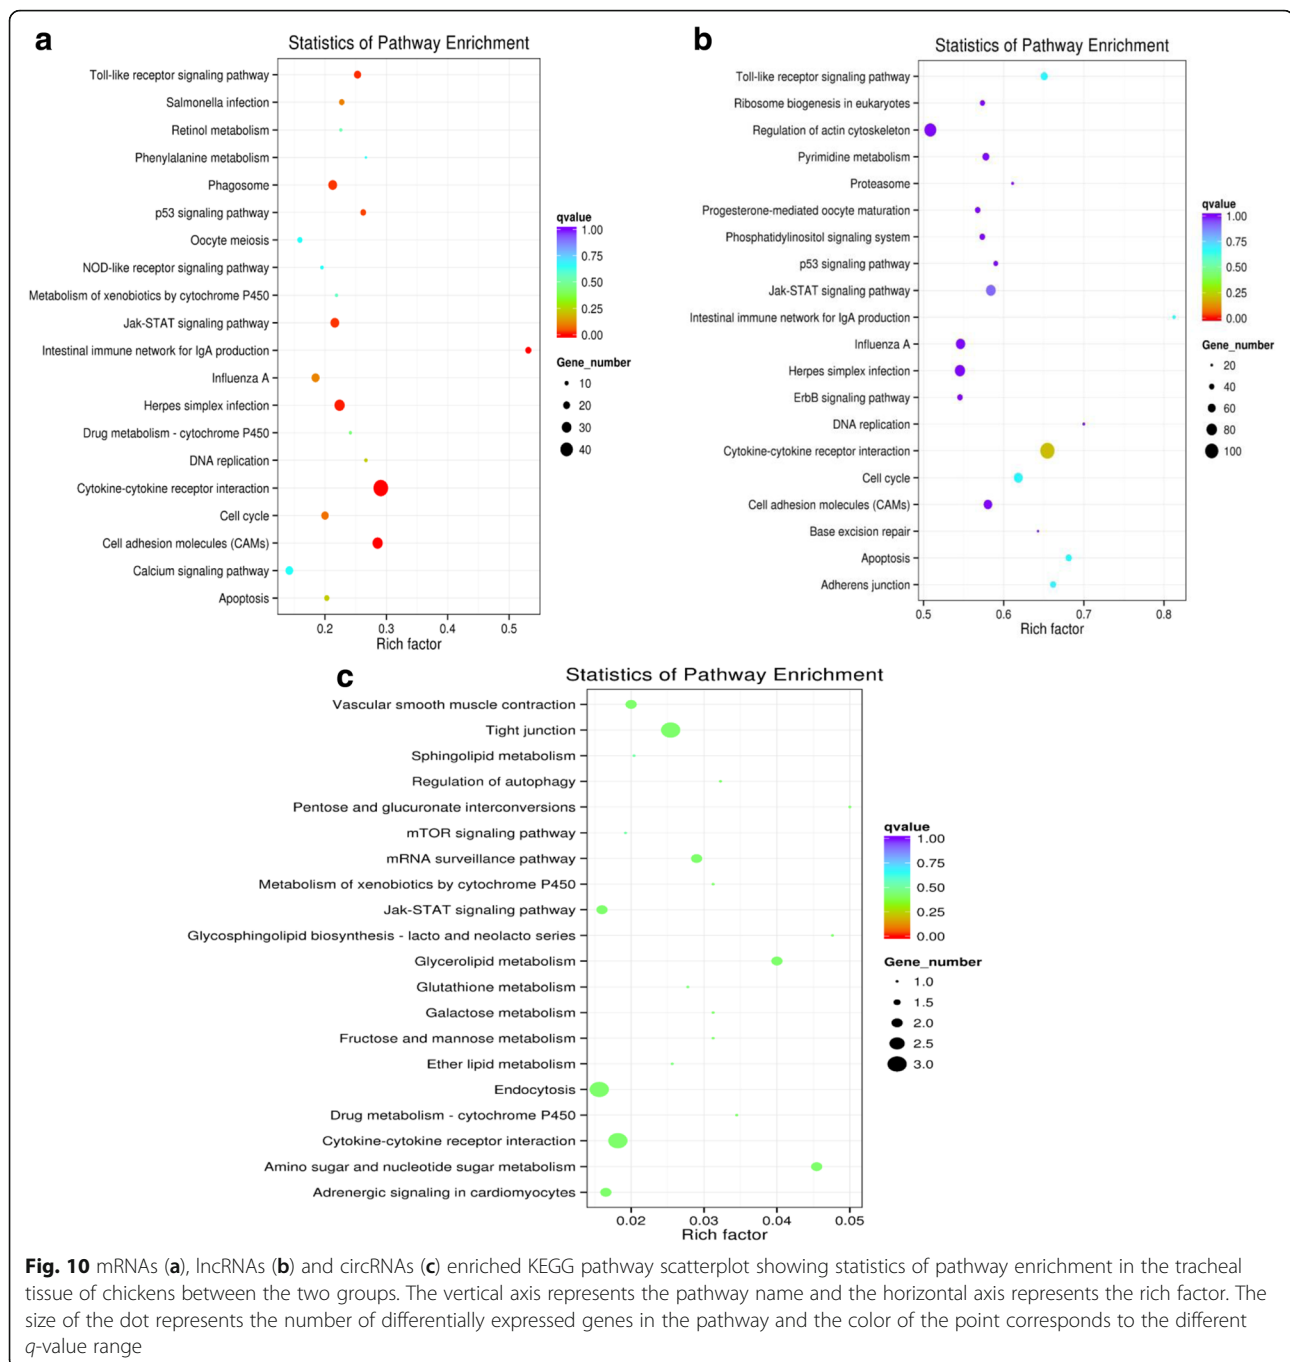 a
Statistics of Pathway Enrichment
Toll-like receptor signaling pathway
Salmonella infection
Retinol metabolism
Phenylalanine metabolism
Phagosome
p53 signaling pathway
Oocyte meiosis
NOD-like receptor signaling pathway
Metabolism of xenobiotics by cytochrome P450
Jak-STAT signaling pathway
Intestinal immune network for IgA production
Influenza A
Herpes simplex infection
Drug metabolism - cytochrome P450
DNA replication
Cytokine-cytokine receptor interaction
Cell cycle
Cell adhesion molecules (CAMs)
Calcium signaling pathway
Apoptosis
0.2 0.3 0.4 0.5
Rich factor
qvalue
1.00
0.75
0.50
0.25
0.00
Gene_number
10
20
30
40
b
Statistics of Pathway Enrichment
Toll-like receptor signaling pathway
Ribosome biogenesis in eukaryotes
Regulation of actin cytoskeleton
Pyrimidine metabolism
Proteasome
Progesterone-mediated oocyte maturation
Phosphatidylinositol signaling system
p53 signaling pathway
Jak-STAT signaling pathway
Intestinal immune network for IgA production
Influenza A
Herpes simplex infection
ErbB signaling pathway
DNA replication
Cytokine-cytokine receptor interaction
Cell cycle
Cell adhesion molecules (CAMs)
Base excision repair
Apoptosis
Adherens junction
0.5 0.6 0.7 0.8
Rich factor
qvalue
1.00
0.75
0.50
0.25
0.00
Gene_number
20
40
60
80
100
c
Statistics of Pathway Enrichment
Vascular smooth muscle contraction
Tight junction
Sphingolipid metabolism
Regulation of autophagy
Pentose and glucuronate interconversions
mTOR signaling pathway
mRNA surveillance pathway
Metabolism of xenobiotics by cytochrome P450
Jak-STAT signaling pathway
Glycosphingolipid biosynthesis - lacto and neolacto series
Glycerolipid metabolism
Glutathione metabolism
Galactose metabolism
Fructose and mannose metabolism
Ether lipid metabolism
Endocytosis
Drug metabolism - cytochrome P450
Cytokine-cytokine receptor interaction
Amino sugar and nucleotide sugar metabolism
Adrenergic signaling in cardiomyocytes
0.02 0.03 0.04 0.05
Rich factor
qvalue
1.00
0.75
0.50
0.25
0.00
Gene_number
1.0
1.5
2.0
2.5
3.0
Fig. 10 mRNAs (a), lncRNAs (b) and circRNAs (c) enriched KEGG pathway scatterplot showing statistics of pathway enrichment in the tracheal
tissue of chickens between the two groups. The vertical axis represents the pathway name and the horizontal axis represents the rich factor. The
size of the dot represents the number of differentially expressed genes in the pathway and the color of the point corresponds to the different
q-value range